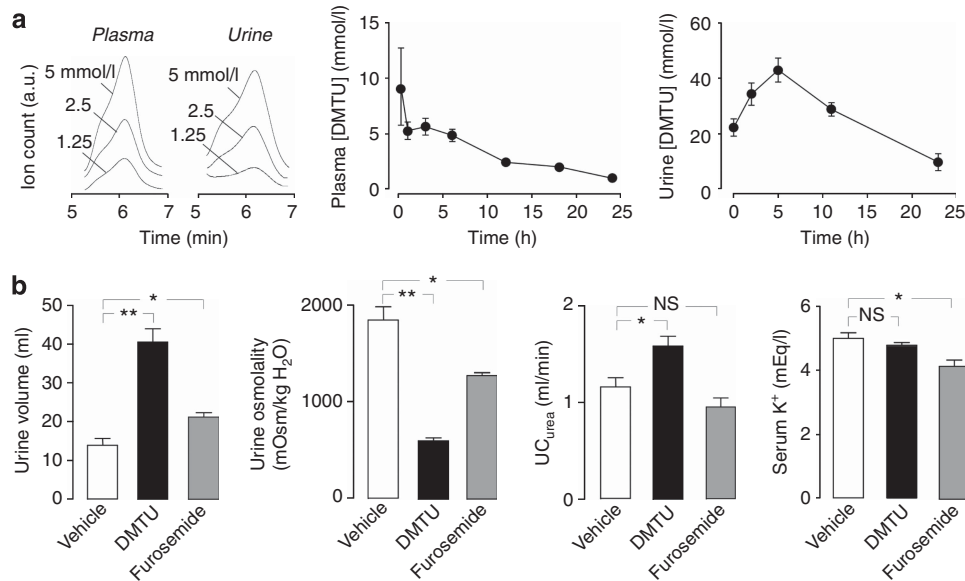 a
Plasma
Urine
Ion count (a.u.)
5 mmol/l
2.5
1.25
5 mmol/l
2.5
1.25
5 6 7 5 6 7
Time (min)
Plasma [DMTU] (mmol/l)
15
10
5
0
0 5 10 15 20 25
Time (h)
Urine [DMTU] (mmol/l)
60
40
20
0
0 5 10 15 20 25
Time (h)
b
Urine volume (ml)
50
40
30
20
10
0
*
**
Vehicle
DMTU
Furosemide
Urine osmolality
(mOsm/kg H2O)
2000
1000
0
*
**
Vehicle
DMTU
Furosemide
UCurea (ml/min)
2
1
0
NS
*
Vehicle
DMTU
Furosemide
Serum K+ (mEq/l)
6
4
2
0
*
NS
Vehicle
DMTU
Furosemide